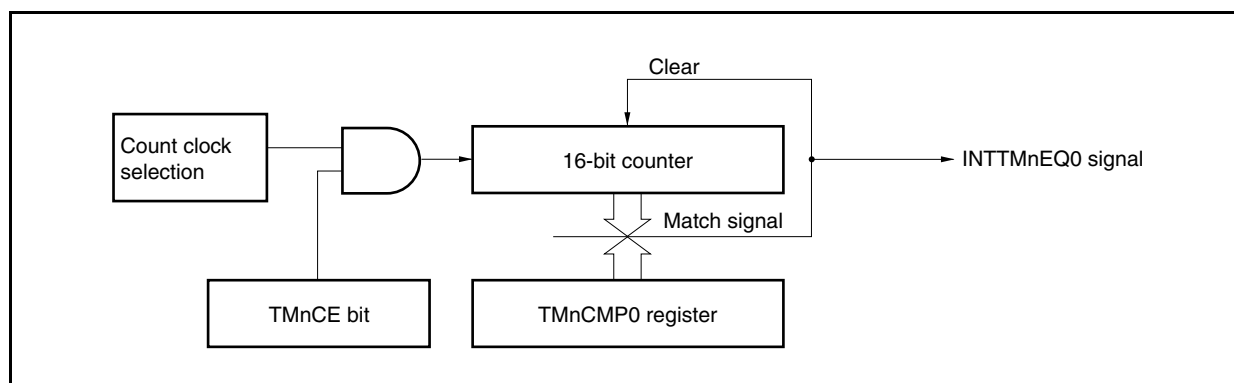 Clear
Count clock
selection
16-bit counter
INTTMnEQ0 signal
Match signal
TMnCE bit
TMnCMP0 register